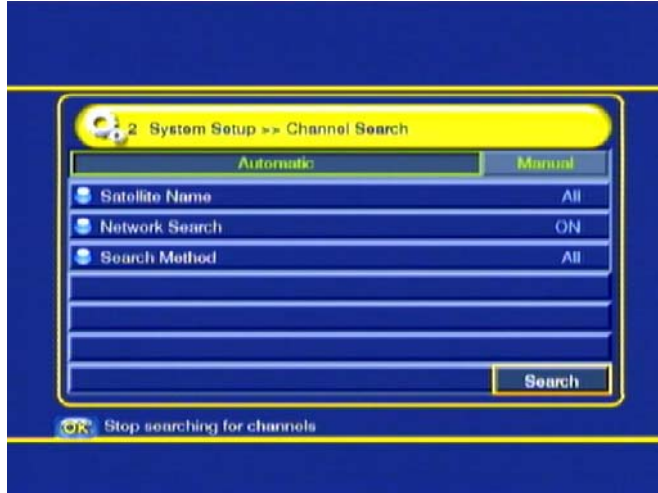 2 System Setup >> Channel Search
Automatic Manual
Satellite Name All
Network Search ON
Search Method All
Search
OK Stop searching for channels